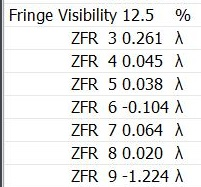 Fringe Visibility 12.5 %
ZFR 3 0.261 λ
ZFR 4 0.045 λ
ZFR 5 0.038 λ
ZFR 6 -0.104 λ
ZFR 7 0.064 λ
ZFR 8 0.020 λ
ZFR 9 -1.224 λ